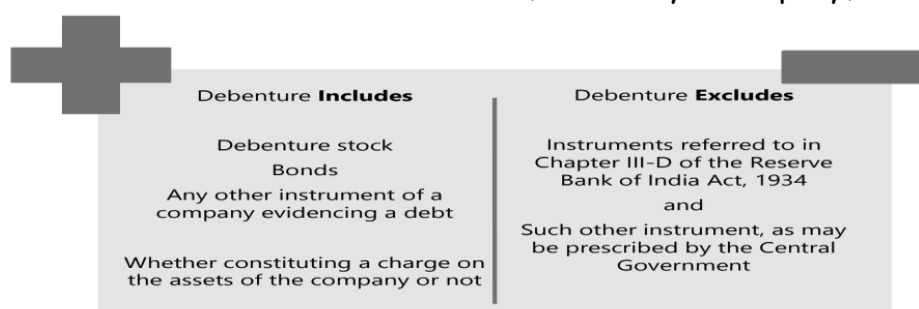 Debenture Includes
Debenture stock
Bonds
Any other instrument of a
company evidencing a debt
Whether constituting a charge on
the assets of the company or not
Debenture Excludes
Instruments referred to in
Chapter III-D of the Reserve
Bank of India Act, 1934
and
Such other instrument, as may
be prescribed by the Central
Government